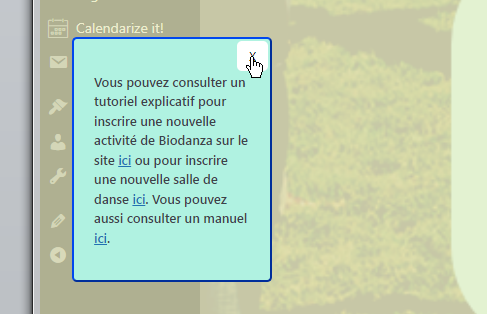 Calendarize it!
x
Vous pouvez consulter un
tutoriel explicatif pour
inscrire une nouvelle
activité de Biodanza sur le
site ici ou pour inscrire
une nouvelle salle de
danse ici. Vous pouvez
aussi consulter un manuel
ici.